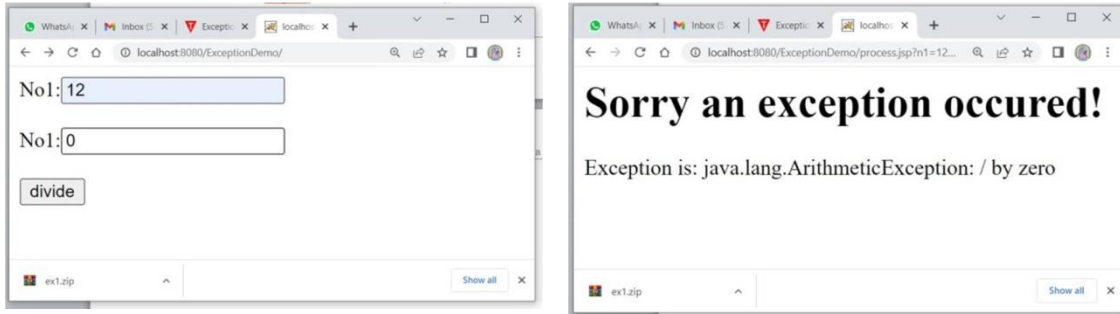 WhatsA
Inbox (5
Exceptio
localhos
localhost:8080/ExceptionDemo/
No1: 12
No1: 0
divide
ex1.zip
Show all
WhatsA
Inbox (5
Exceptio
localhos
localhost:8080/ExceptionDemo/process.jsp?n1=12...
Sorry an exception occured!
Exception is: java.lang.ArithmeticException: / by zero
ex1.zip
Show all